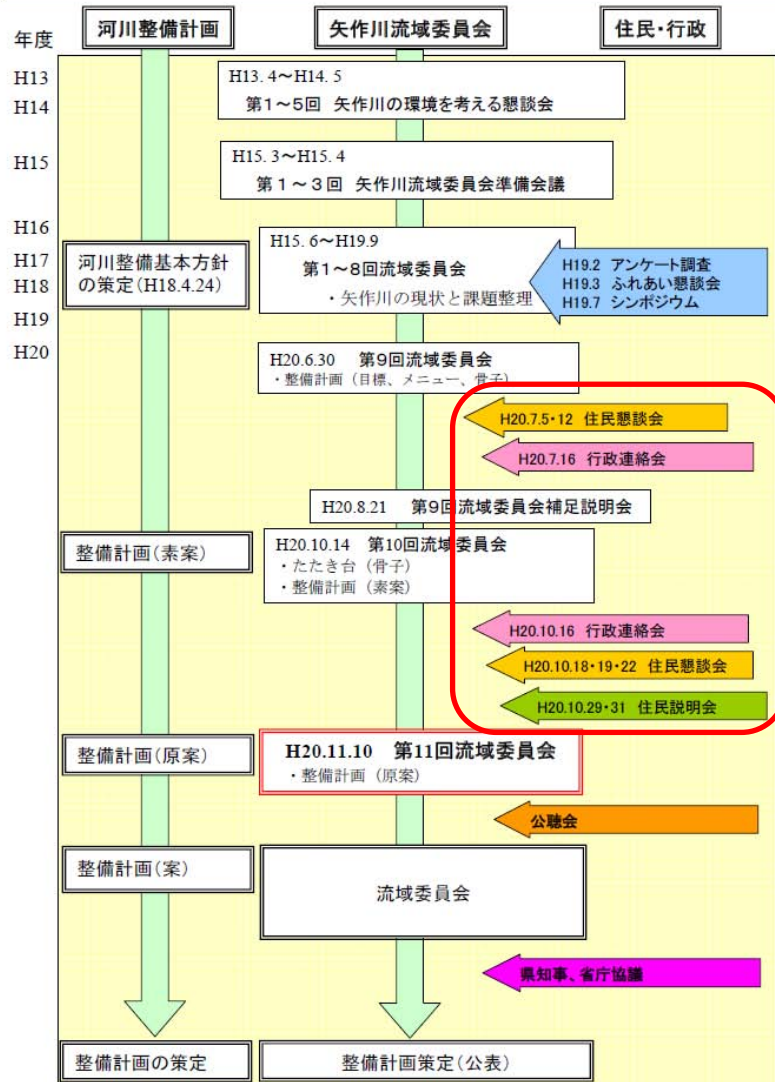 年度
河川整備計画
矢作川流域委員会
住民・行政
H13
H14
H15
H16
H17
H18
H19
H20
H13. 4～H14. 5
第1～5回 矢作川の環境を考える懇談会
H15. 3～H15. 4
第1～3回 矢作川流域委員会準備会議
河川整備基本方針
の策定(H18.4.24)
H15. 6～H19.9
第1～8回流域委員会
・矢作川の現状と課題整理
H19.2 アンケート調査
H19.3 ふれあい懇談会
H19.7 シンポジウム
H20.6.30 第9回流域委員会
・整備計画（目標、メニュー、骨子）
H20.7.5・12 住民懇談会
H20.7.16 行政連絡会
H20.8.21 第9回流域委員会補足説明会
整備計画(素案)
H20.10.14 第10回流域委員会
・たたき台（骨子）
・整備計画（素案）
H20.10.16 行政連絡会
H20.10.18・19・22 住民懇談会
H20.10.29・31 住民説明会
整備計画(原案)
H20.11.10 第11回流域委員会
・整備計画（原案）
公聴会
整備計画(案)
流域委員会
県知事、省庁協議
整備計画の策定
整備計画策定(公表)